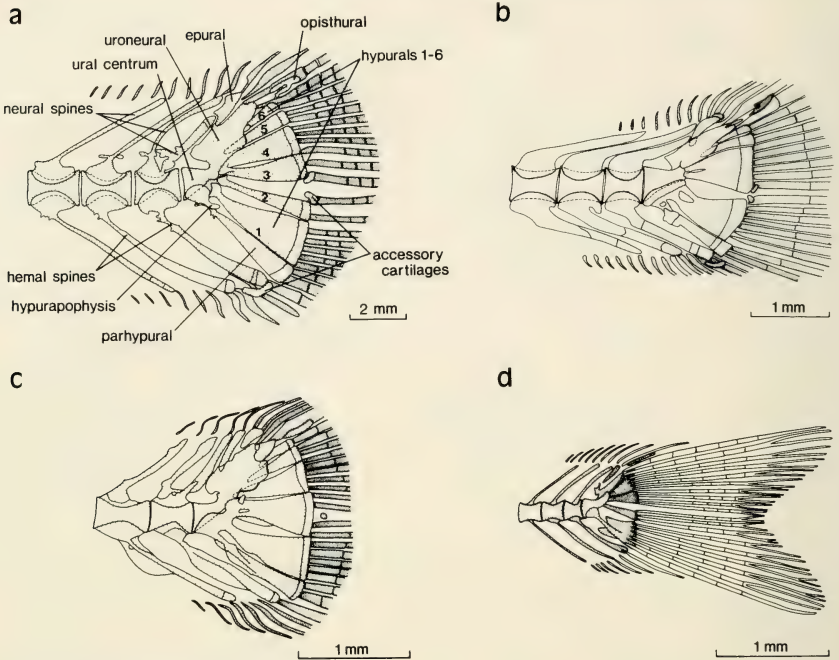 a
opisthural
epural
uroneural
hypurals 1-6
ural centrum
neural spines
6
5
4
3
2
1
accessory
cartilages
hemal spines
hypurapophysis
parhypural
2 mm
b
1 mm
c
1 mm
d
1 mm